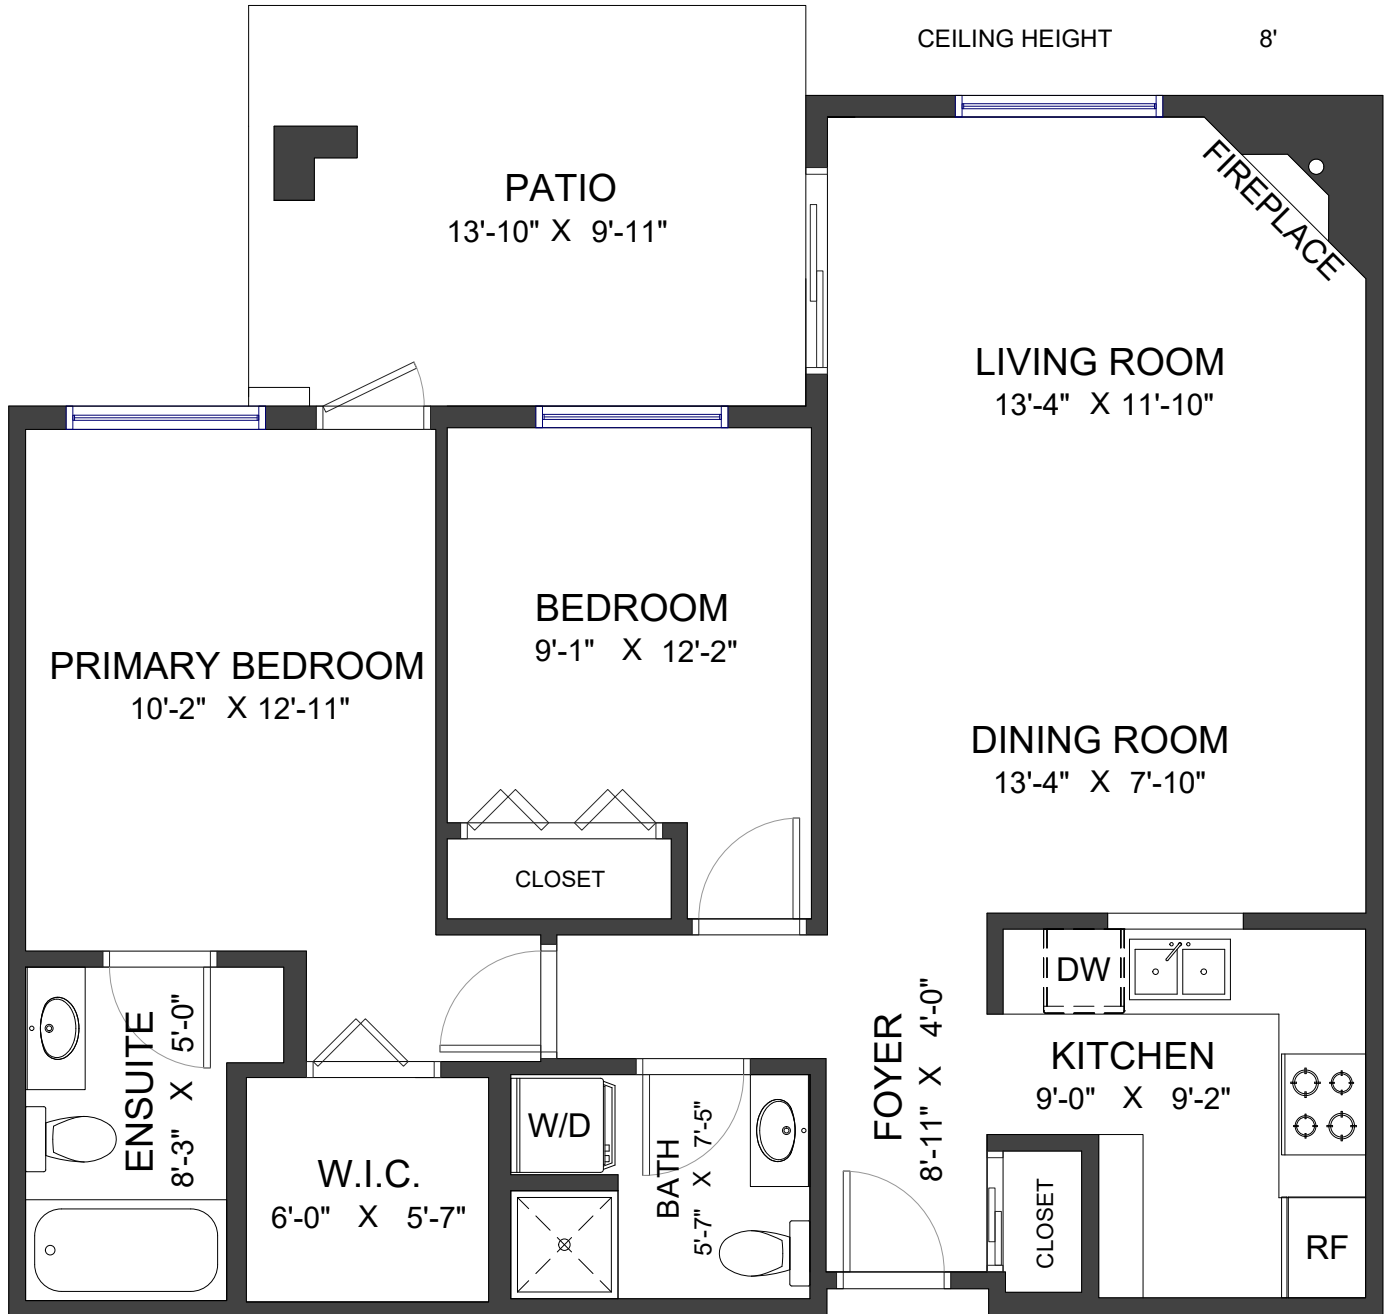 CEILING HEIGHT 8'
PATIO
13'-10" X 9'-11"
FIREPLACE
LIVING ROOM
13'-4" X 11'-10"
BEDROOM
9'-1" X 12'-2"
PRIMARY BEDROOM
10'-2" X 12'-11"
DINING ROOM
13'-4" X 7'-10"
CLOSET
DW
ENSUITE
8'-3" X 5'-0"
FOYER
8'-11" X 4'-0"
KITCHEN
9'-0" X 9'-2"
W/D
BATH
5'-7" X 7'-5"
W.I.C.
6'-0" X 5'-7"
CLOSET
RF